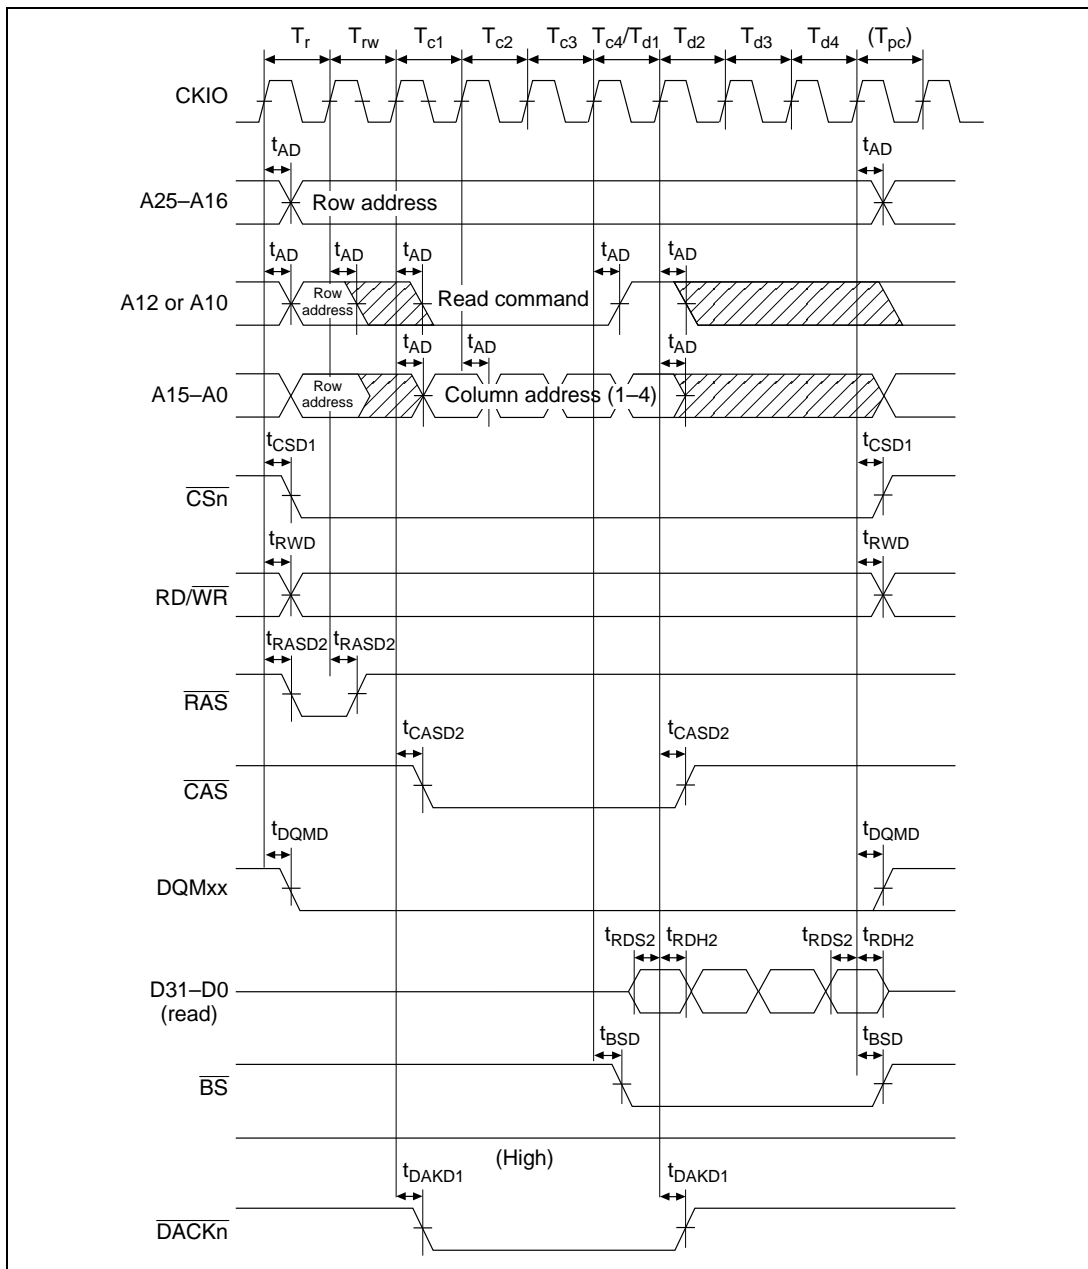 Tr Trw Tc1 Tc2 Tc3 Tc4/Td1 Td2 Td3 Td4 (Tpc)
CKIO
tAD tAD
A25–A16 Row address
tAD tAD tAD tAD tAD
A12 or A10 Row address Read command
tAD tAD tAD
A15–A0 Row address Column address (1–4)
tCSD1 tCSD1
CSn
tRWD tRWD
RD/WR
tRASD2 tRASD2
RAS
tCASD2 tCASD2
CAS
tDQMD tDQMD
DQMxx
tRDS2 tRDH2 tRDS2 tRDH2
D31–D0
(read)
tBSD tBSD
BS
(High)
tDAKD1 tDAKD1
DACKn